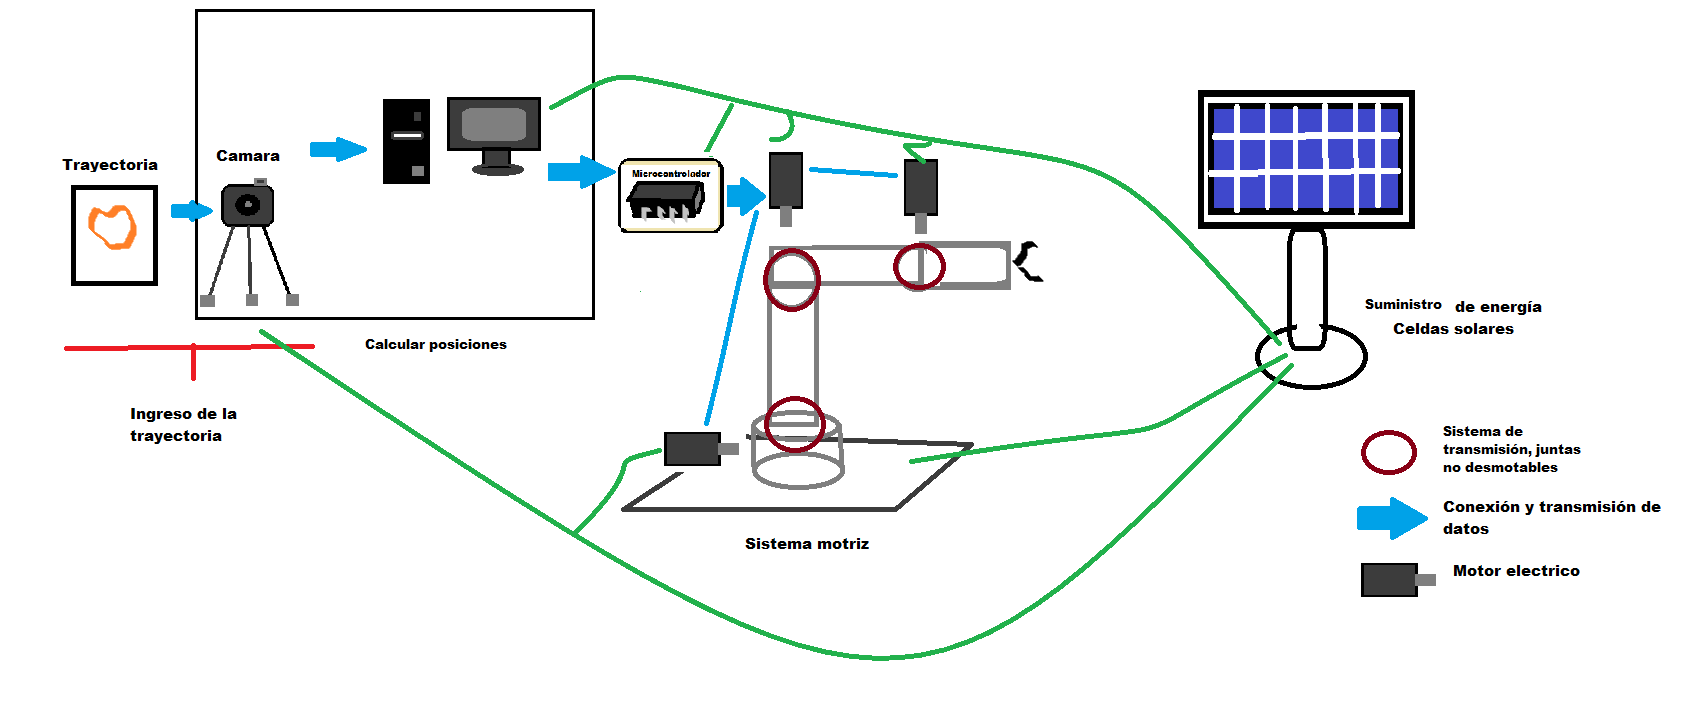 Trayectoria
Camara
Microcontrolador
Calcular posiciones
Ingreso de la
trayectoria
Sistema motriz
Suministro de energía
Celdas solares
Sistema de
transmisión, juntas
no desmotables
Conexión y transmisión de
datos
Motor electrico